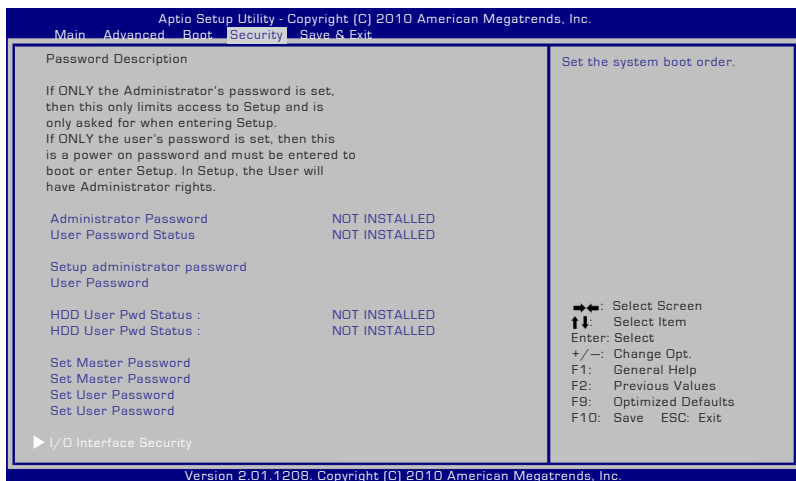 Aptio Setup Utility - Copyright (C) 2010 American Megatrends, Inc.
Main Advanced Boot Security Save & Exit
Password Description
If ONLY the Administrator's password is set,
then this only limits access to Setup and is
only asked for when entering Setup.
If ONLY the user's password is set, then this
is a power on password and must be entered to
boot or enter Setup. In Setup, the User will
have Administrator rights.
Administrator Password NOT INSTALLED
User Password Status NOT INSTALLED
Setup administrator password
User Password
HDD User Pwd Status : NOT INSTALLED
HDD User Pwd Status : NOT INSTALLED
Set Master Password
Set Master Password
Set User Password
Set User Password
I/O Interface Security
Set the system boot order.
→←: Select Screen
↑↓: Select Item
Enter: Select
+/—: Change Opt.
F1: General Help
F2: Previous Values
F9: Optimized Defaults
F10: Save ESC: Exit
Version 2.01.1208. Copyright (C) 2010 American Megatrends, Inc.